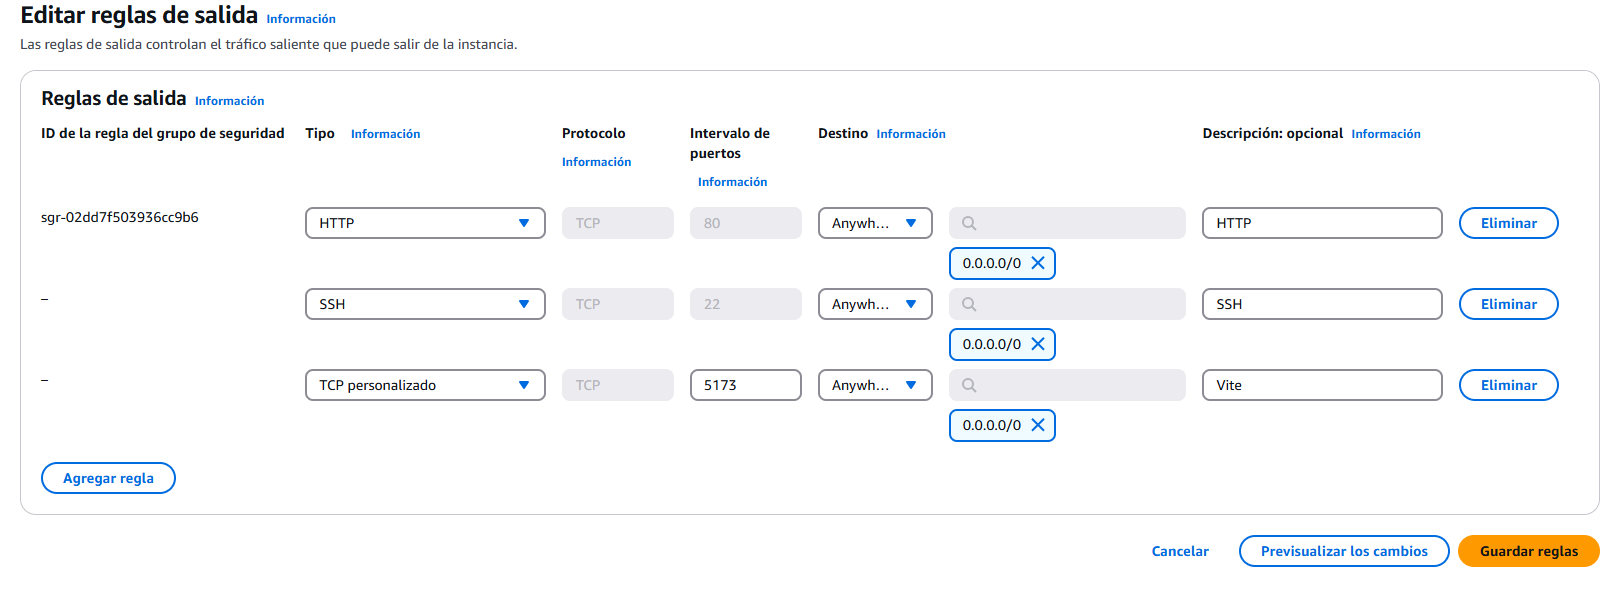 Editar reglas de salida Información
Las reglas de salida controlan el tráfico saliente que puede salir de la instancia.
Reglas de salida Información
ID de la regla del grupo de seguridad Tipo Información Protocolo Información Intervalo de puertos Información Destino Información Descripción: opcional Información
sgr-02dd7f503936cc9b6 HTTP TCP 80 Anywh... HTTP Eliminar
0.0.0.0/0
– SSH TCP 22 Anywh... SSH Eliminar
0.0.0.0/0
– TCP personalizado TCP 5173 Anywh... Vite Eliminar
0.0.0.0/0
Agregar regla
Cancelar Previsualizar los cambios Guardar reglas